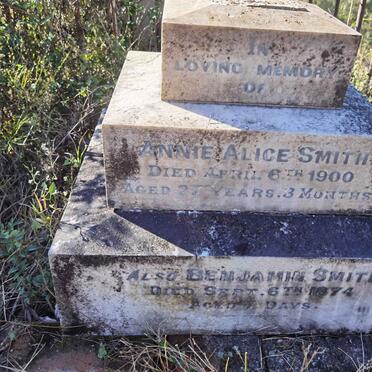 IN
LOVING MEMORY
OF
ANNIE ALICE SMITH
DIED APRIL 6TH 1900
AGED YEARS. 3 MONTHS
ALSO BENJAMIN SMITH
DIED SEPT. 6TH 1874
AGED DAYS.